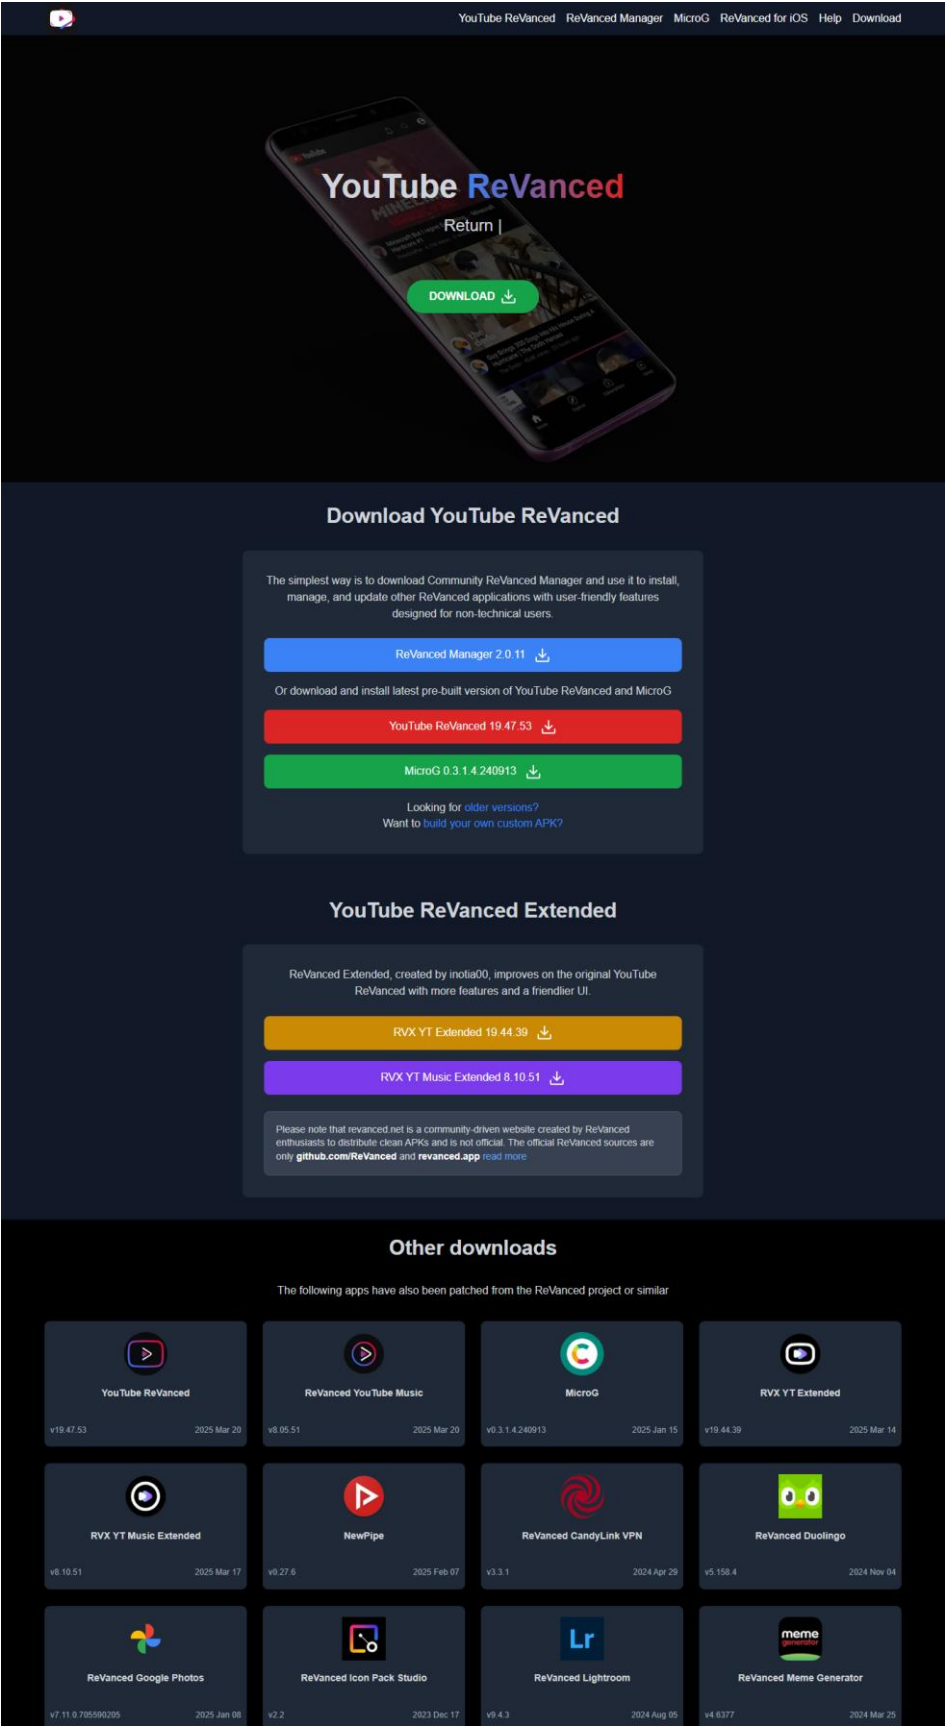 YouTube ReVanced ReVanced Manager MicroG ReVanced for iOS Help Download
YouTube ReVanced
Return |
DOWNLOAD
Download YouTube ReVanced
The simplest way is to download Community ReVanced Manager and use it to install,
manage, and update other ReVanced applications with user-friendly features
designed for non-technical users.
ReVanced Manager 2.0.11
Or download and install latest pre-built version of YouTube ReVanced and MicroG
YouTube ReVanced 19.47.53
MicroG 0.3.1.4.240913
Looking for older versions?
Want to build your own custom APK?
YouTube ReVanced Extended
ReVanced Extended, created by inotia00, improves on the original YouTube
ReVanced with more features and a friendlier UI.
RVX YT Extended 19.44.39
RVX YT Music Extended 8.10.51
Please note that revanced.net is a community-driven website created by ReVanced
enthusiasts to distribute clean APKs and is not official. The official ReVanced sources are
only github.com/ReVanced and revanced.app read more
Other downloads
The following apps have also been patched from the ReVanced project or similar
YouTube ReVanced
v19.47.53 2025 Mar 20
ReVanced YouTube Music
v8.05.51 2025 Mar 20
MicroG
v0.3.1.4.240913 2025 Jan 15
RVX YT Extended
v19.44.39 2025 Mar 14
RVX YT Music Extended
v8.10.51 2025 Mar 17
NewPipe
v0.27.6 2025 Feb 07
ReVanced CandyLink VPN
v3.3.1 2024 Apr 29
ReVanced Duolingo
v5.158.4 2024 Nov 04
ReVanced Google Photos
v7.11.0.705590205 2025 Jan 08
ReVanced Icon Pack Studio
v2.2 2023 Dec 17
Lr
ReVanced Lightroom
v9.4.3 2024 Aug 05
meme
generator
ReVanced Meme Generator
v4.6377 2024 Mar 25